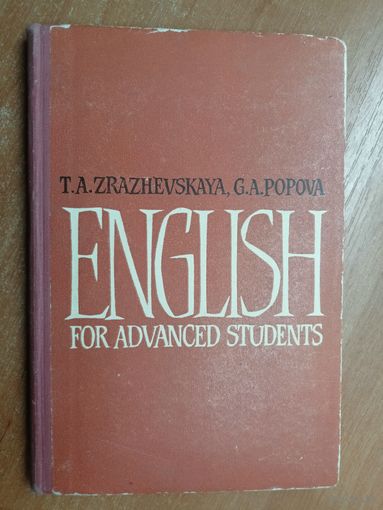 T.A.ZRAZHEVSKAYA, G.A.POPOVA
ENGLISH
FOR ADVANCED STUDENTS